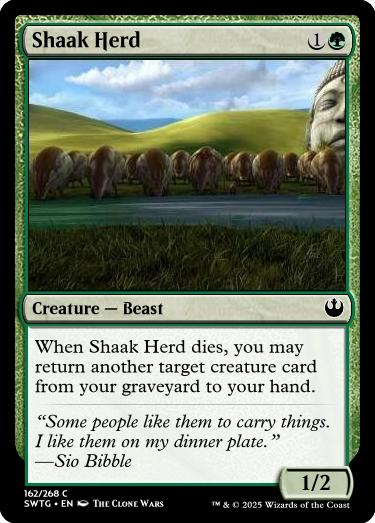 Shaak Herd 1
Creature — Beast
When Shaak Herd dies, you may
return another target creature card
from your graveyard to your hand.
“Some people like them to carry things.
I like them on my dinner plate.”
—Sio Bibble
1/2
162/268 C
SWTG • EN The Clone Wars ™ & © 2025 Wizards of the Coast